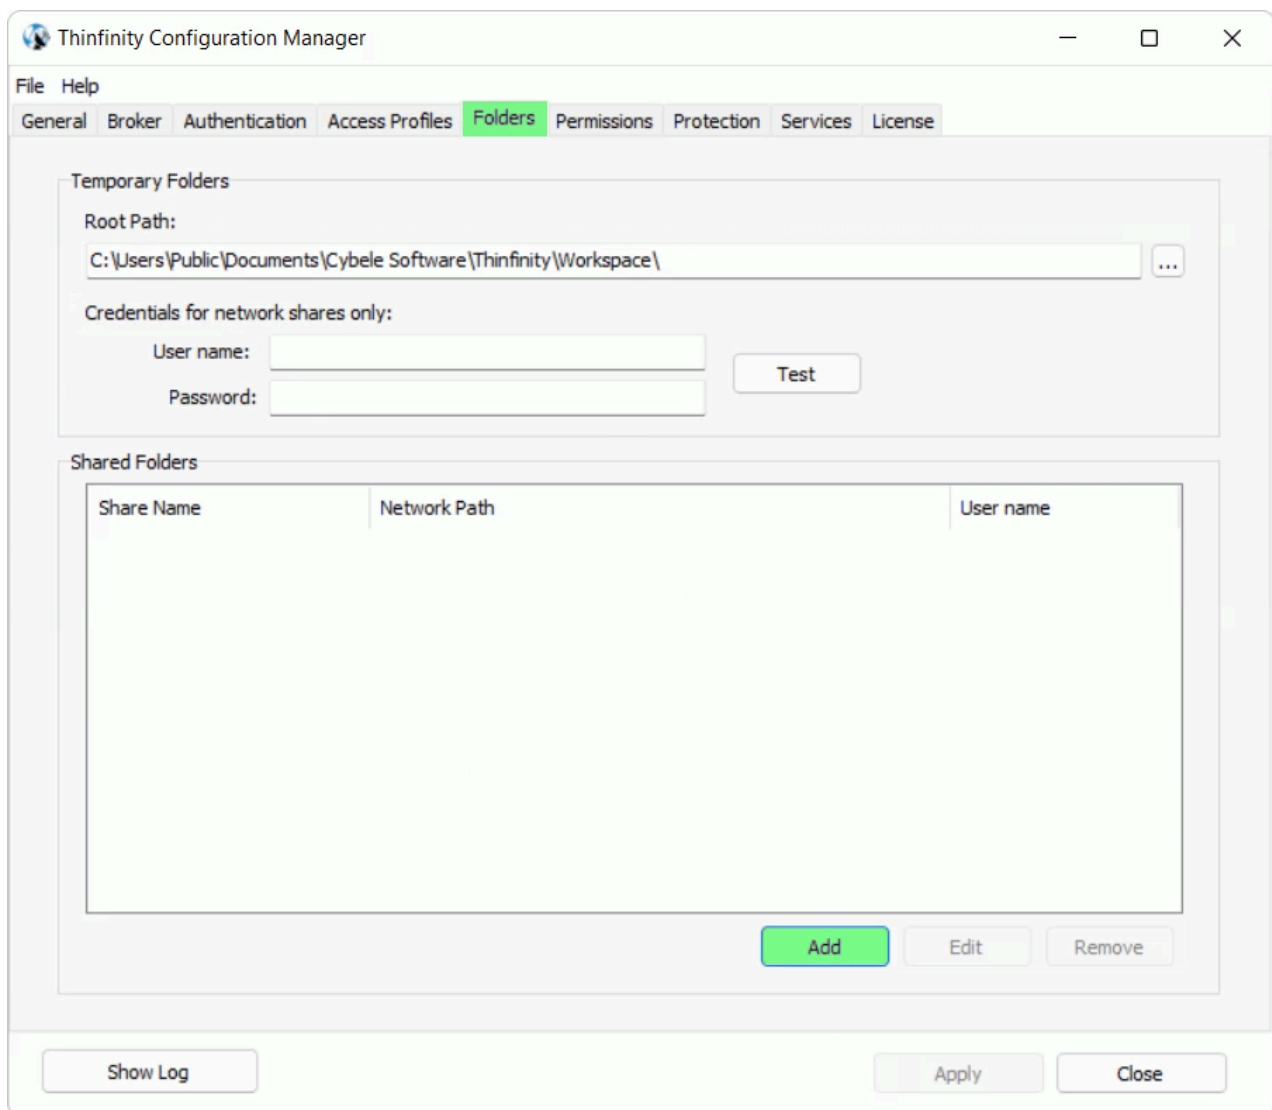 Thinfinity Configuration Manager
File Help
General Broker Authentication Access Profiles Folders Permissions Protection Services License
Temporary Folders
Root Path:
C:\Users\Public\Documents\Cybele Software\Thinfinity\Workspace\
...
Credentials for network shares only:
User name:
Test
Password:
Shared Folders
Share Name Network Path User name
Add Edit Remove
Show Log Apply Close